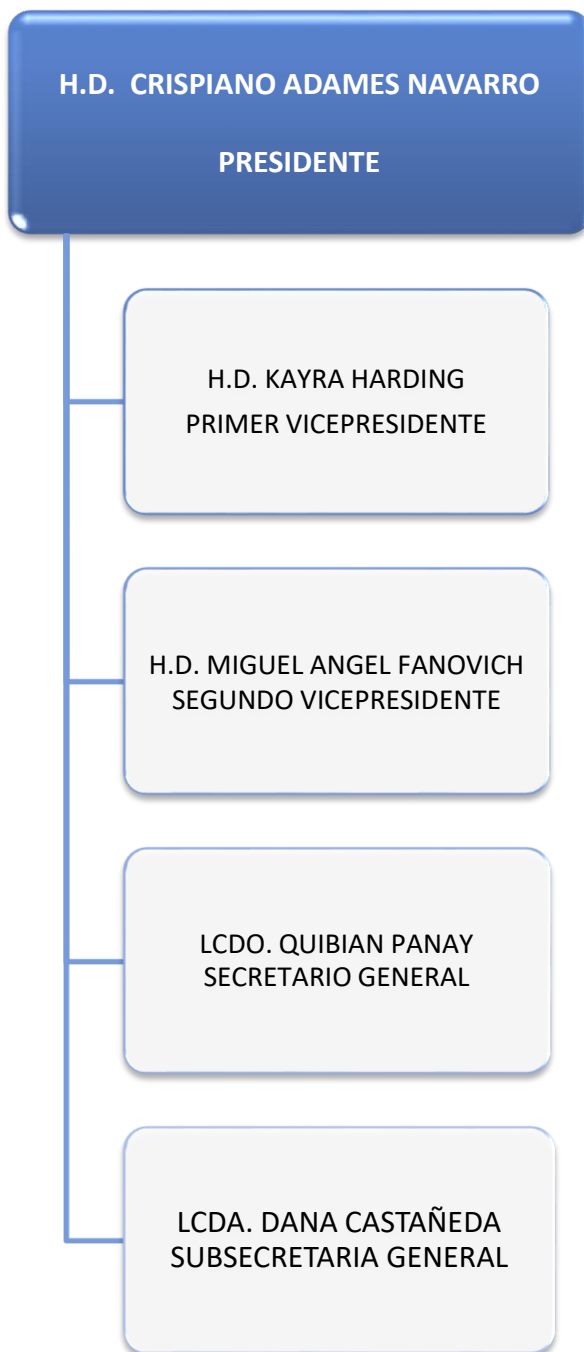 H.D. CRISPIANO ADAMES NAVARRO
PRESIDENTE
H.D. KAYRA HARDING
PRIMER VICEPRESIDENTE
H.D. MIGUEL ANGEL FANOVICH
SEGUNDO VICEPRESIDENTE
LCDO. QUIBIAN PANAY
SECRETARIO GENERAL
LCDA. DANA CASTAÑEDA
SUBSECRETARIA GENERAL